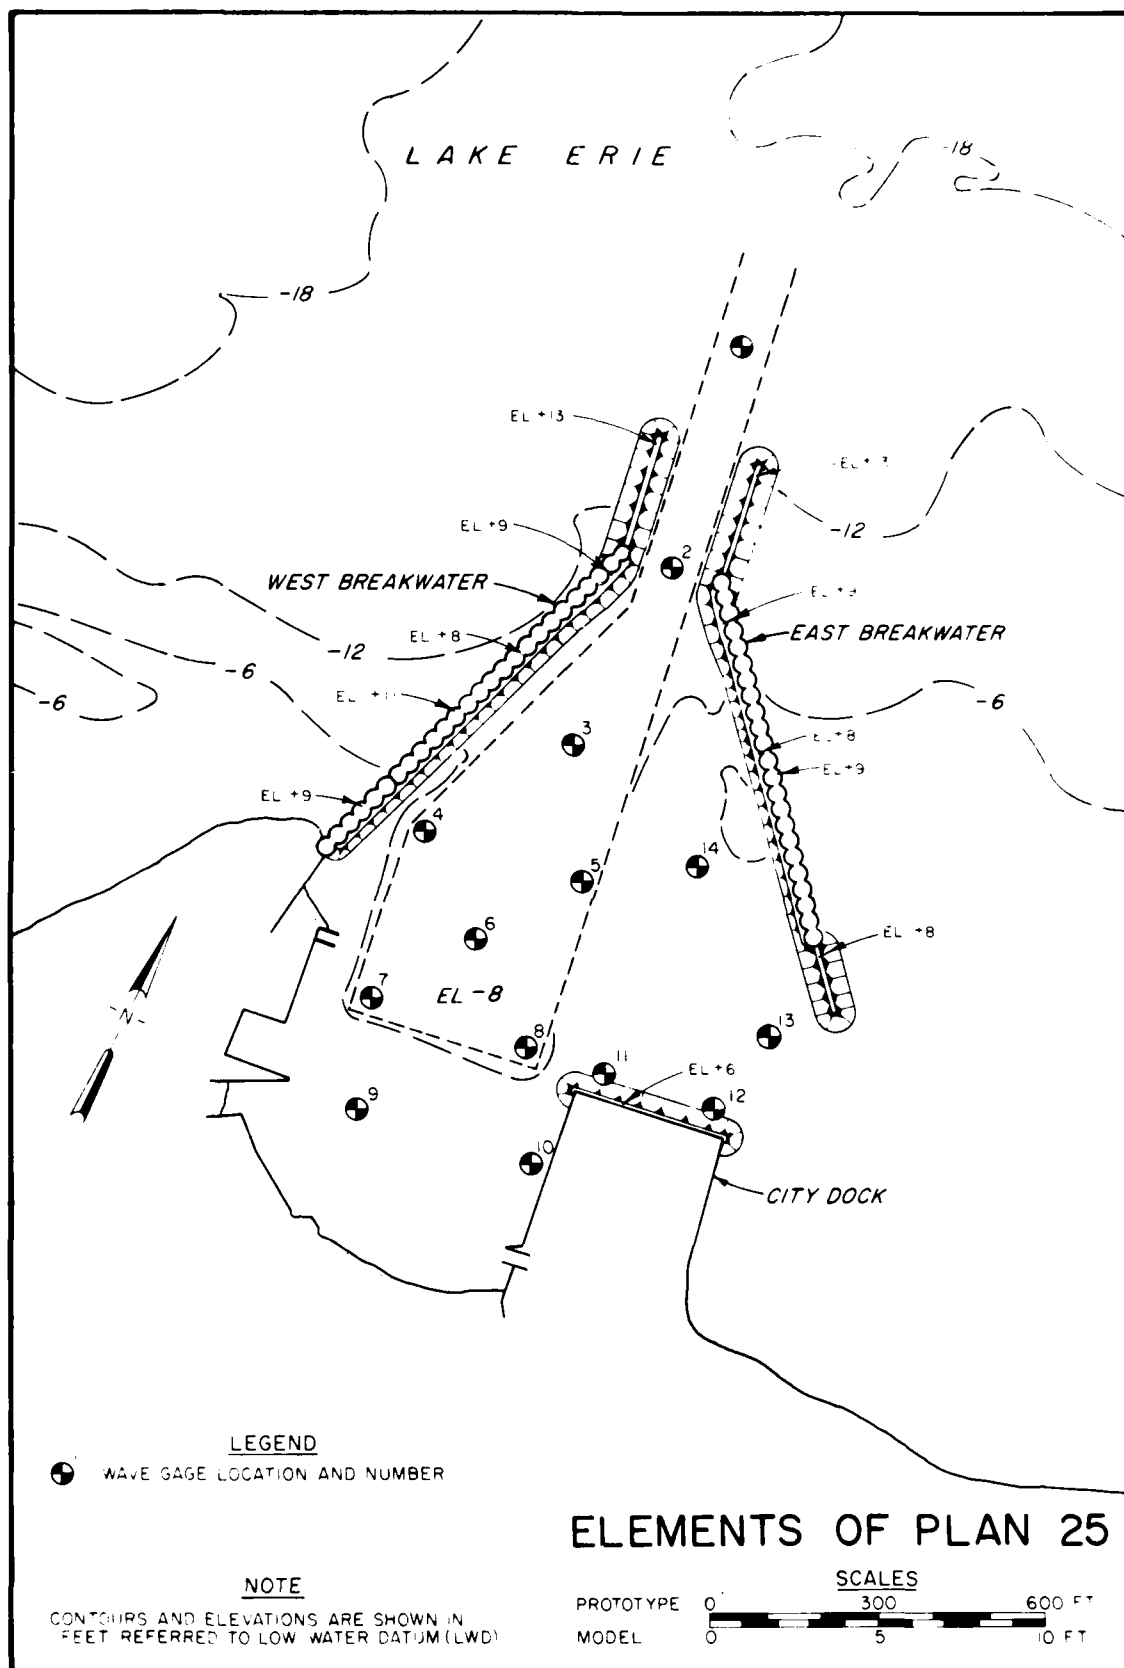 LAKE ERIE
-18
-18
EL +13
EL +9
2
-12
WEST BREAKWATER
EAST BREAKWATER
EL +8
-12
-6
-6
-6
3
EL +8
EL +9
EL +9
4
14
5
6
EL +8
7
EL -8
-N-
8
13
11
EL +6
12
9
10
CITY DOCK
LEGEND
WAVE GAGE LOCATION AND NUMBER
ELEMENTS OF PLAN 25
NOTE
CONTOURS AND ELEVATIONS ARE SHOWN IN
FEET REFERRED TO LOW WATER DATUM (LWD)
SCALES
PROTOTYPE 0 300 600 FT
MODEL 0 5 10 FT